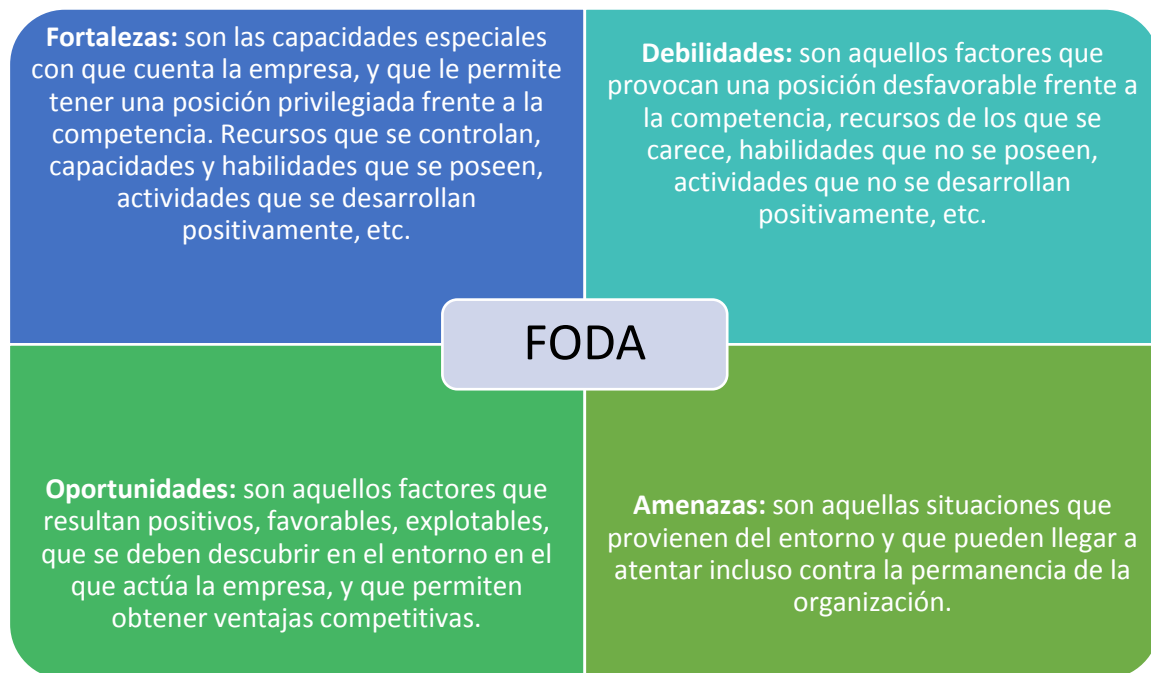 Fortalezas: son las capacidades especiales
con que cuenta la empresa, y que le permite
tener una posición privilegiada frente a la
competencia. Recursos que se controlan,
capacidades y habilidades que se poseen,
actividades que se desarrollan
positivamente, etc.
Debilidades: son aquellos factores que
provocan una posición desfavorable frente a
la competencia, recursos de los que se
carece, habilidades que no se poseen,
actividades que no se desarrollan
positivamente, etc.
FODA
Oportunidades: son aquellos factores que
resultan positivos, favorables, explotables,
que se deben descubrir en el entorno en el
que actúa la empresa, y que permiten
obtener ventajas competitivas.
Amenazas: son aquellas situaciones que
provienen del entorno y que pueden llegar a
atentar incluso contra la permanencia de la
organización.